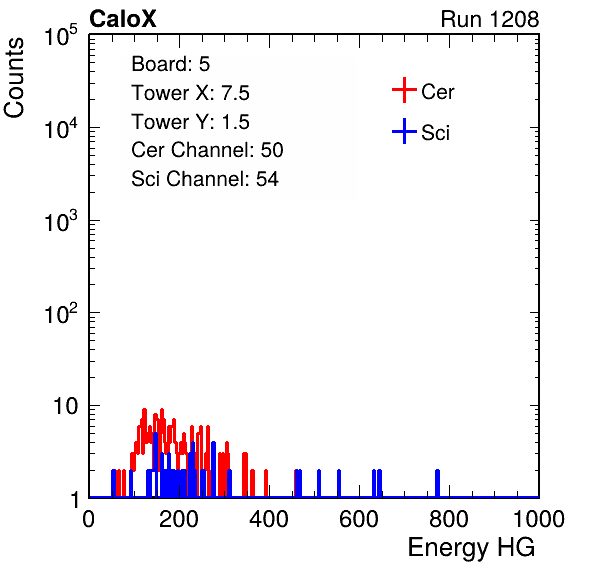 CaloX Run 1208
Counts
10^5
10^4
10^3
10^2
10
1
Board: 5
Tower X: 7.5
Tower Y: 1.5
Cer Channel: 50
Sci Channel: 54
Cer
Sci
0 200 400 600 800 1000
Energy HG